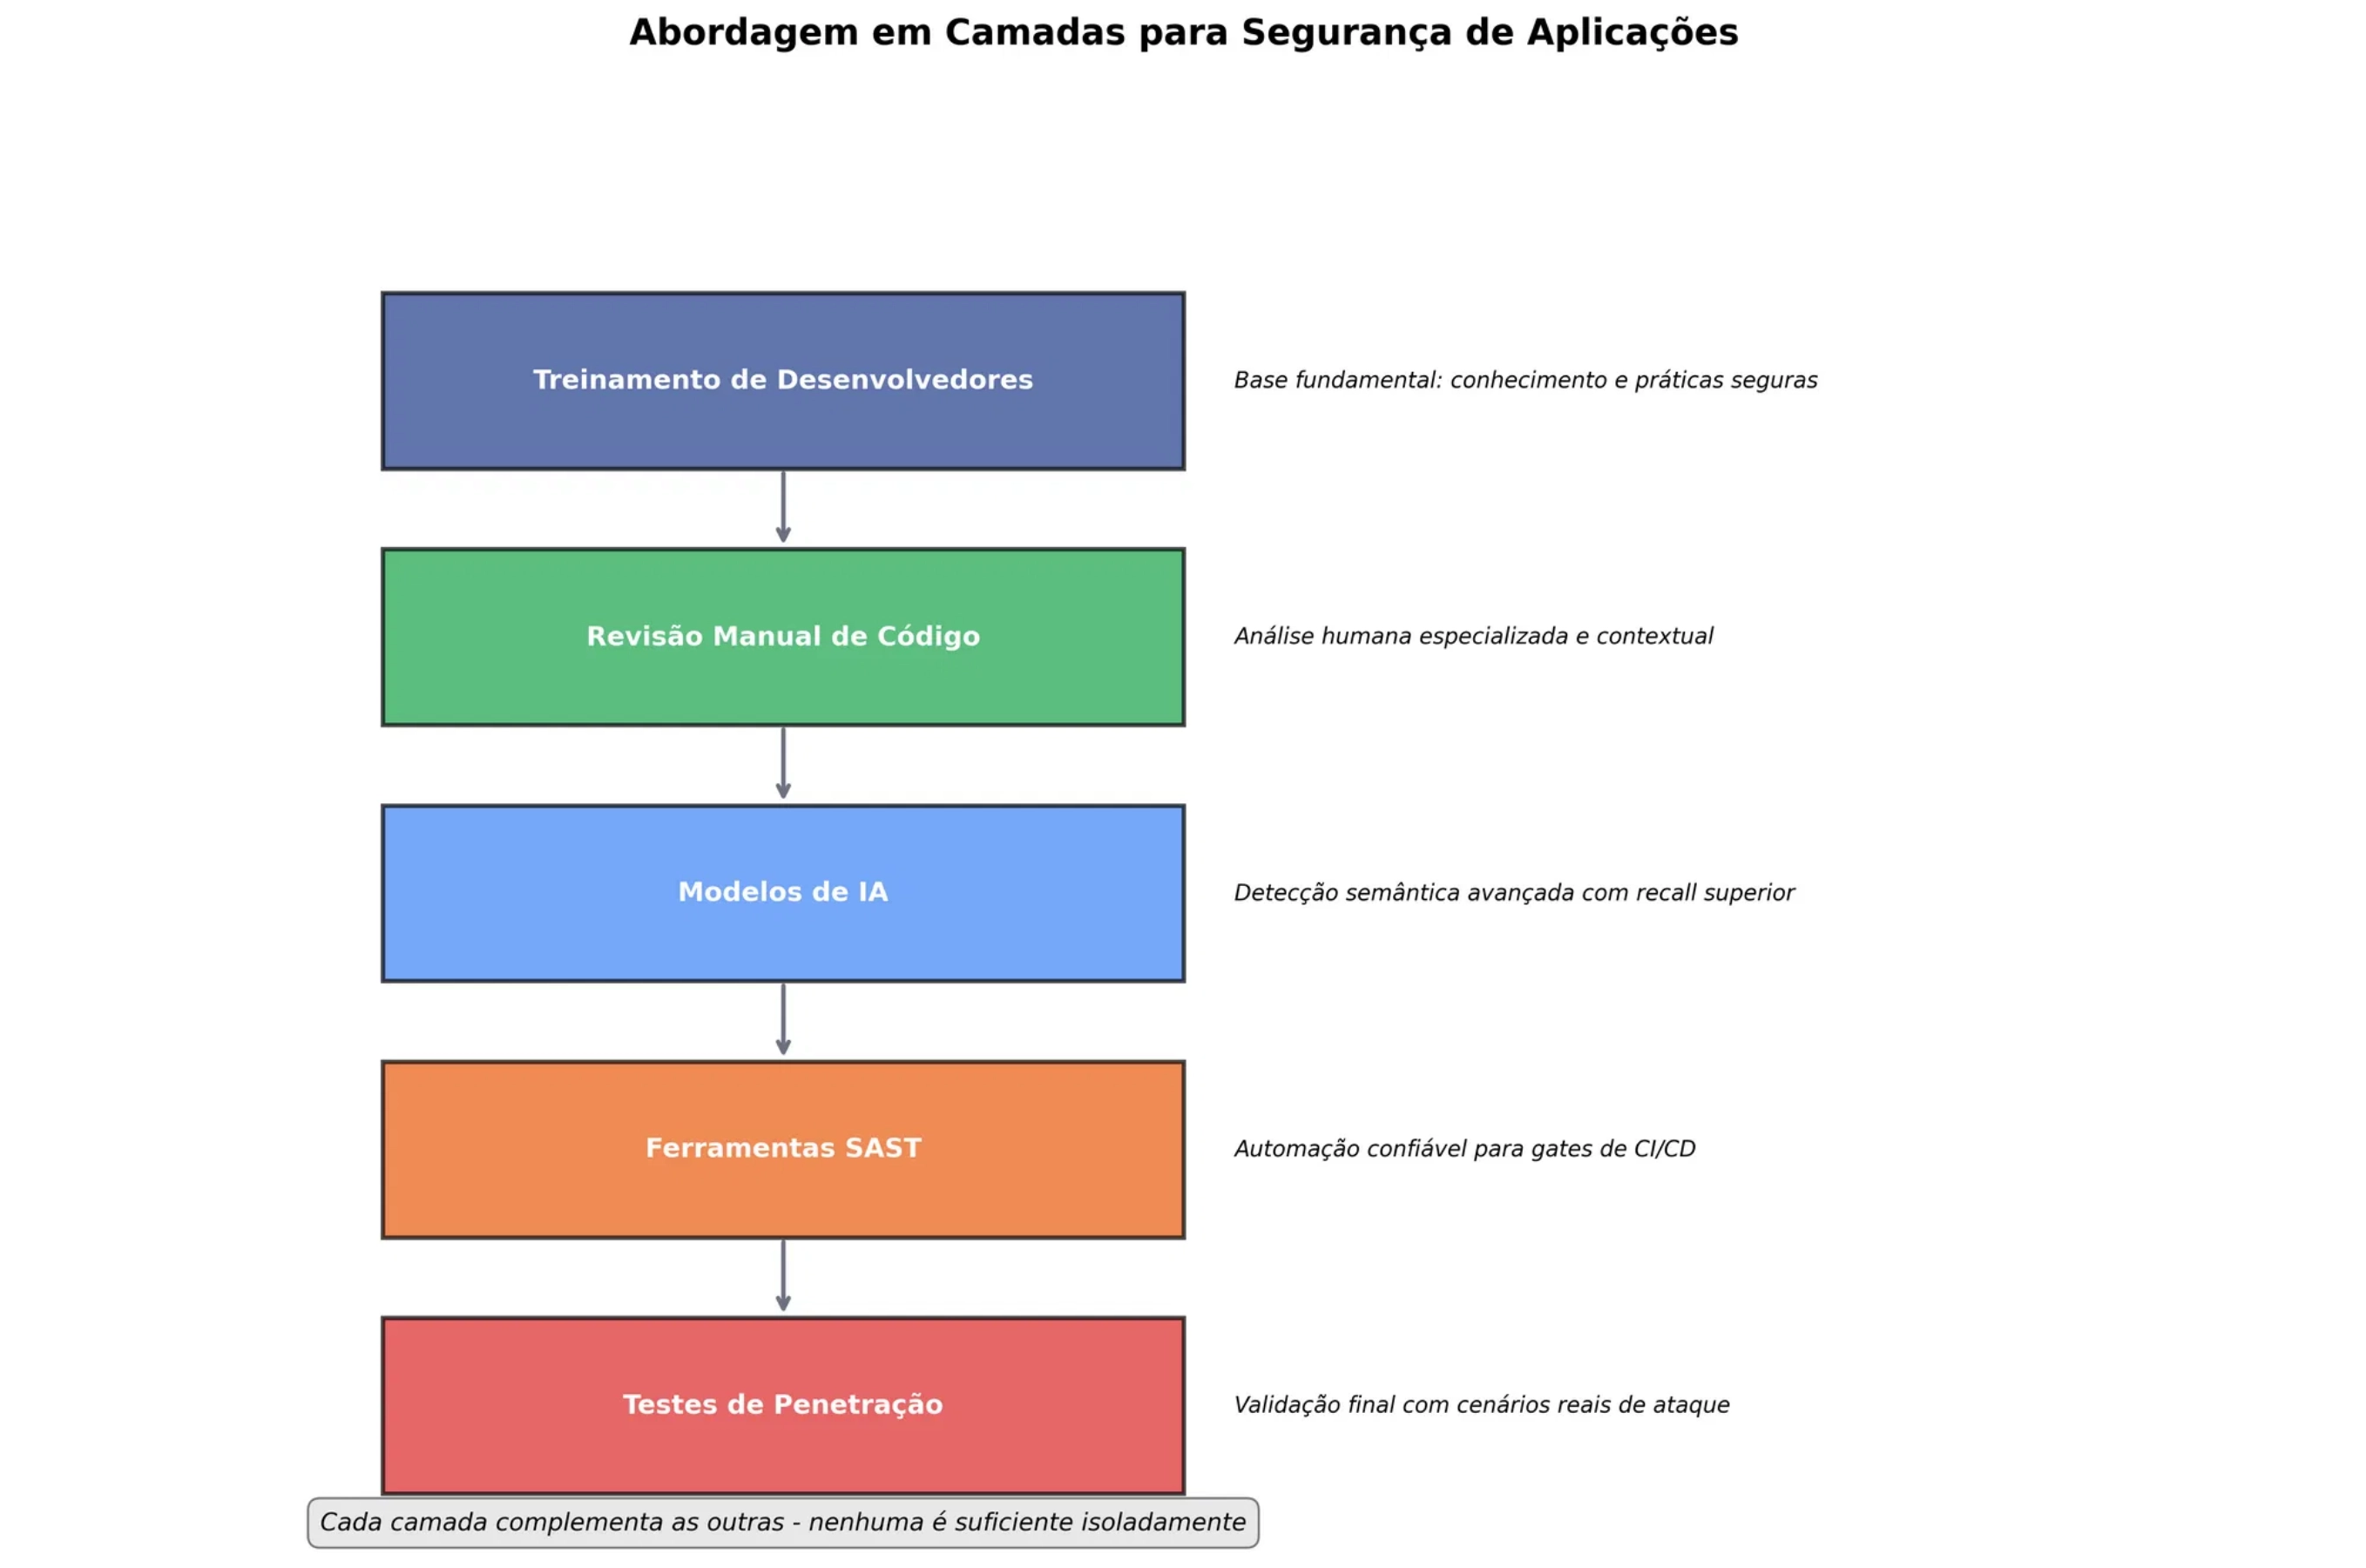 Abordagem em Camadas para Segurança de Aplicações
Treinamento de Desenvolvedores
Base fundamental: conhecimento e práticas seguras
Revisão Manual de Código
Análise humana especializada e contextual
Modelos de IA
Detecção semântica avançada com recall superior
Ferramentas SAST
Automação confiável para gates de CI/CD
Testes de Penetração
Validação final com cenários reais de ataque
Cada camada complementa as outras - nenhuma é suficiente isoladamente